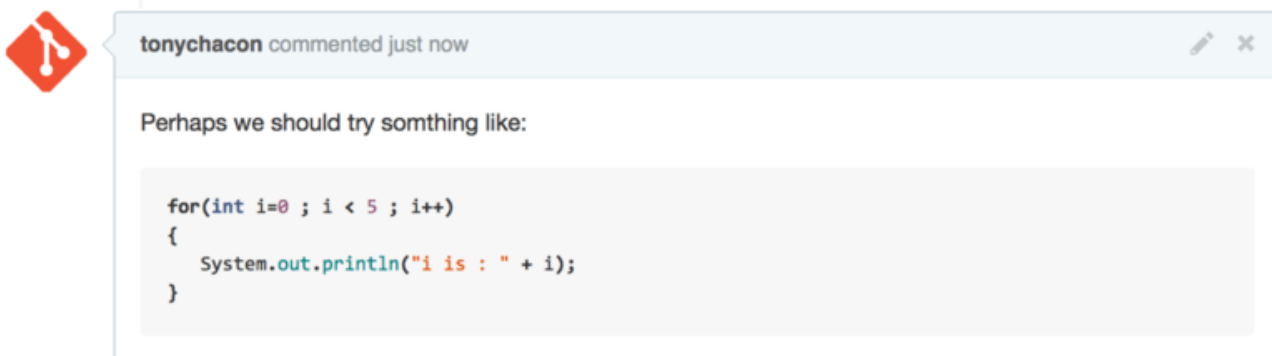 tonychacon commented just now
Perhaps we should try somthing like:
for(int i=0 ; i < 5 ; i++)
{
   System.out.println("i is : " + i);
}